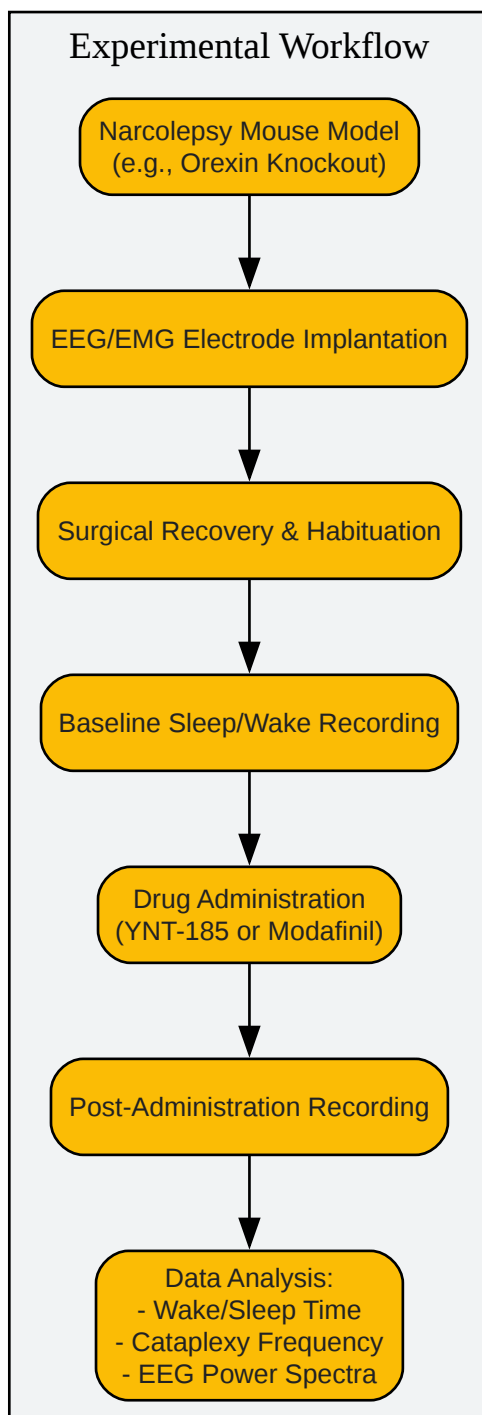 Experimental Workflow
Narcolepsy Mouse Model
(e.g., Orexin Knockout)
EEG/EMG Electrode Implantation
Surgical Recovery & Habituation
Baseline Sleep/Wake Recording
Drug Administration
(YNT-185 or Modafinil)
Post-Administration Recording
Data Analysis:
- Wake/Sleep Time
- Cataplexy Frequency
- EEG Power Spectra